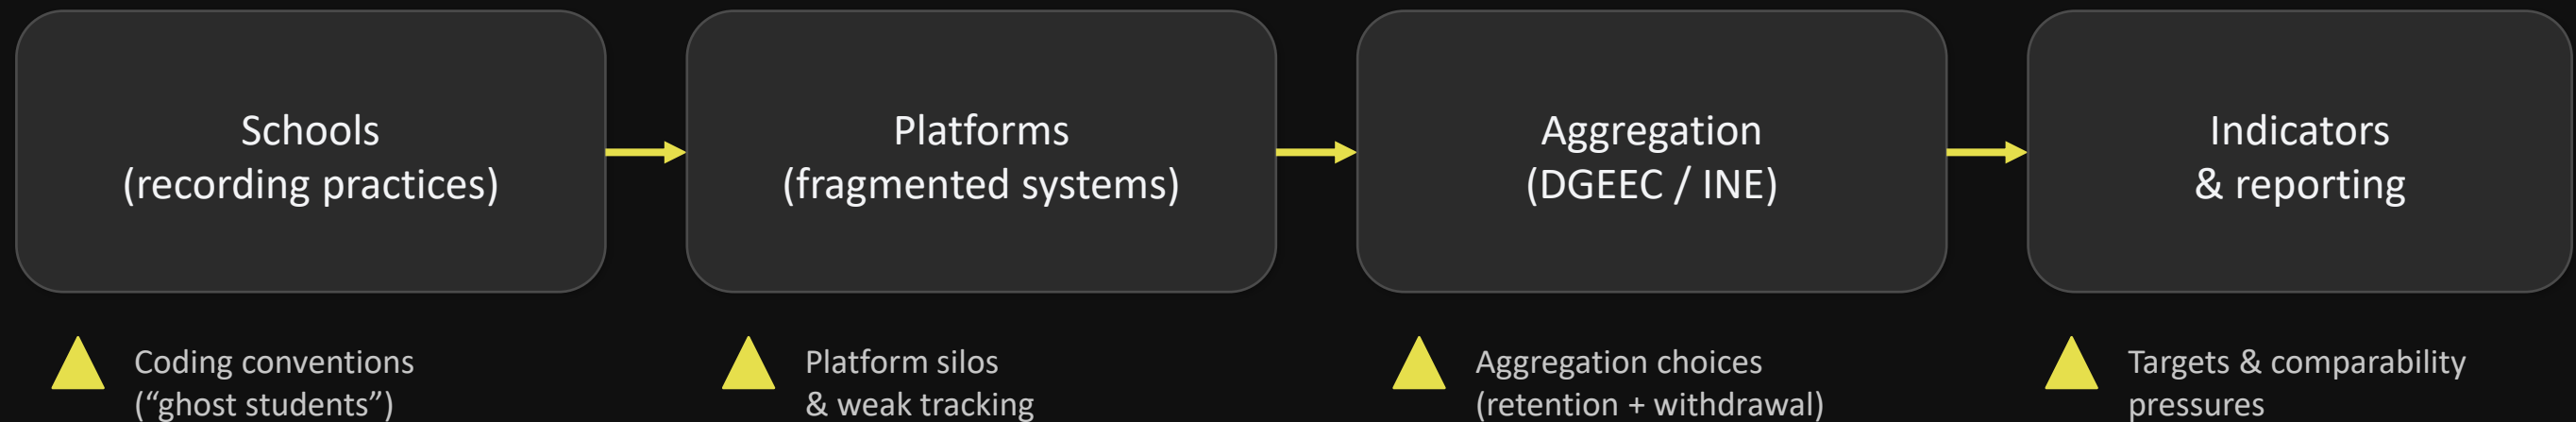 Schools
(recording practices)
Platforms
(fragmented systems)
Aggregation
(DGEEC / INE)
Indicators
& reporting
Coding conventions
(“ghost students”)
Platform silos
& weak tracking
Aggregation choices
(retention + withdrawal)
Targets & comparability
pressures